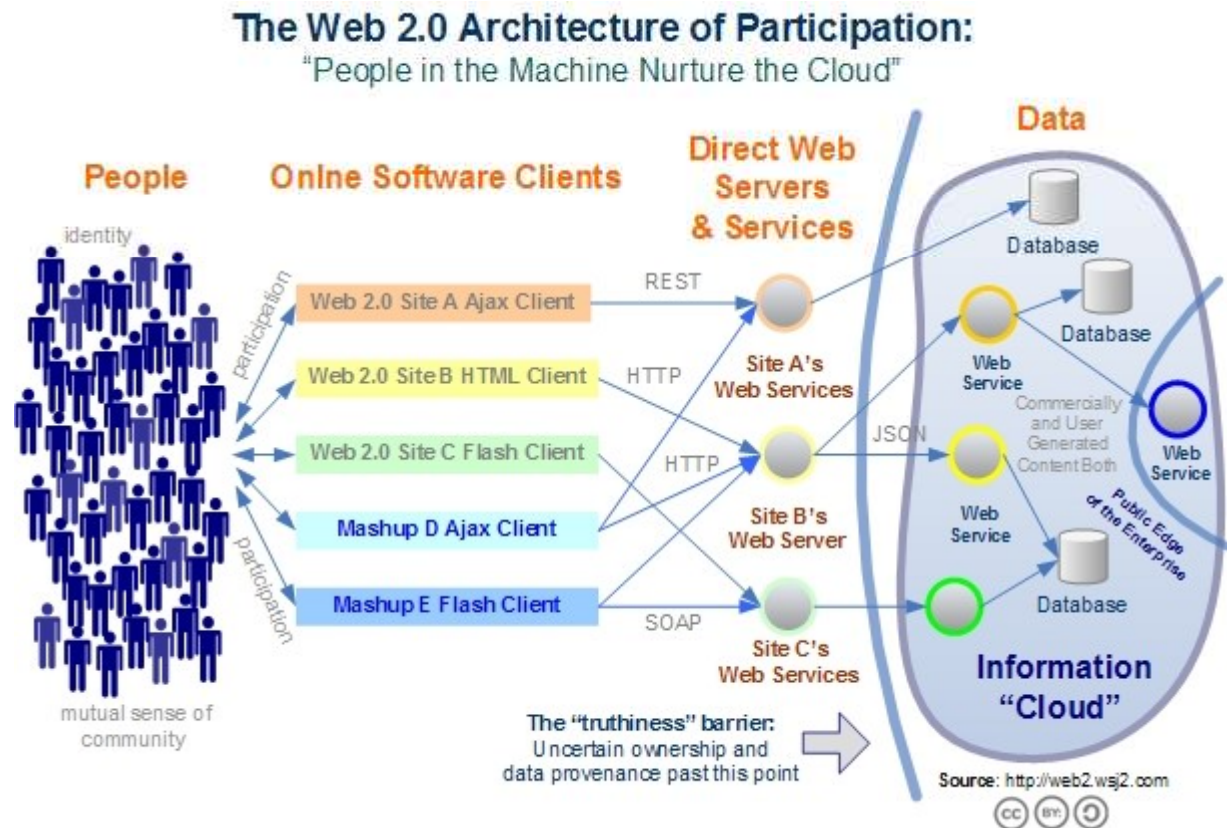 The Web 2.0 Architecture of Participation:
“People in the Machine Nurture the Cloud”
People
identity
mutual sense of
community
participation
participation
Onlne Software Clients
Web 2.0 Site A Ajax Client
Web 2.0 Site B HTML Client
Web 2.0 Site C Flash Client
Mashup D Ajax Client
Mashup E Flash Client
REST
HTTP
HTTP
SOAP
Direct Web
Servers
& Services
Site A's
Web Services
Site B's
Web Server
Site C's
Web Services
JSON
Data
Database
Database
Web
Service
Commercially
and User
Generated
Content Both
Web
Service
Web
Service
Public Edge
of the Enterprise
Database
Information
“Cloud”
The “truthiness” barrier:
Uncertain ownership and
data provenance past this point
Source: http://web2.wsj2.com
cc BY: